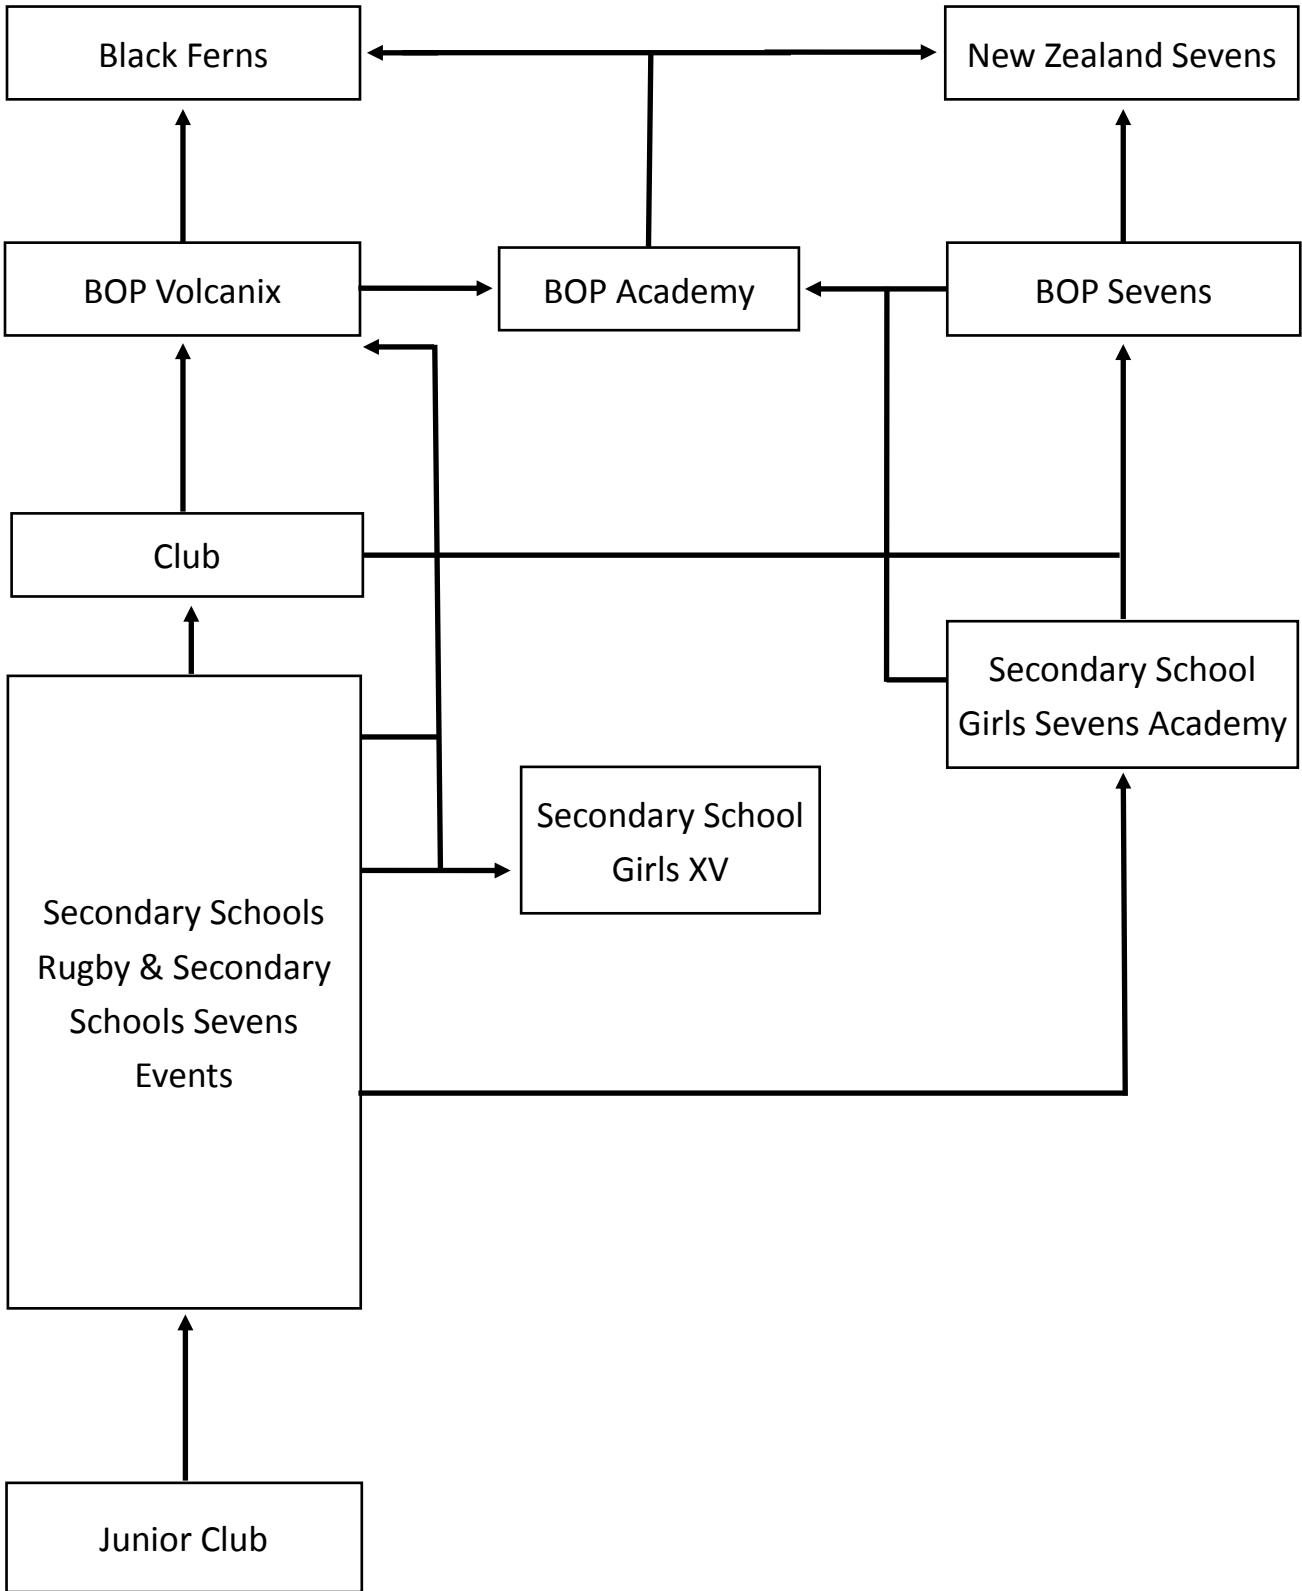 Black Ferns
New Zealand Sevens
BOP Volcanix
BOP Academy
BOP Sevens
Club
Secondary School
Girls Sevens Academy
Secondary School
Girls XV
Secondary Schools
Rugby & Secondary
Schools Sevens
Events
Junior Club